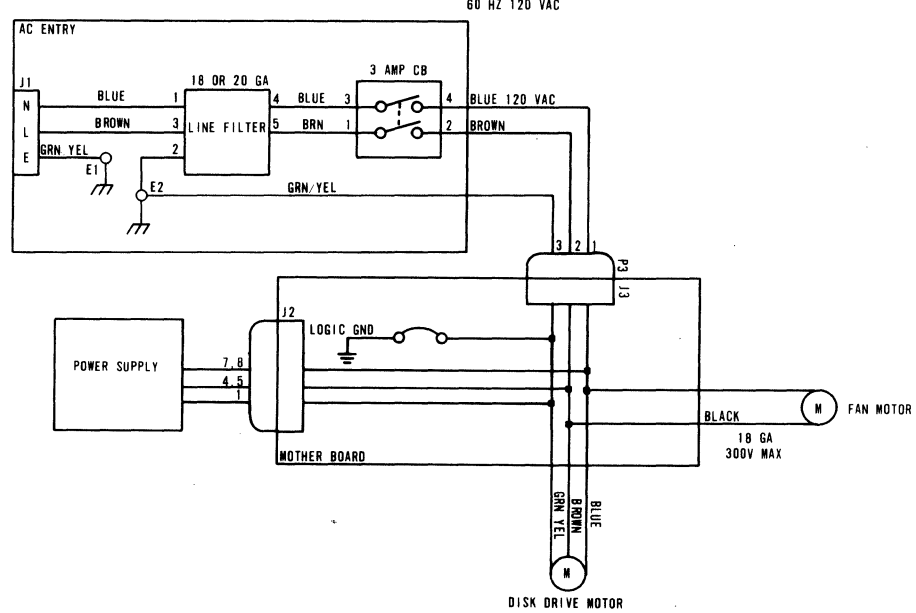 60 HZ 120 VAC
AC ENTRY
J1
N
L
E
BLUE
BROWN
GRN YEL
E1
1
3
2
18 OR 20 GA
LINE FILTER
4
5
BLUE
BRN
3
1
3 AMP CB
4
2
BLUE 120 VAC
BROWN
E2
GRN/YEL
3 2 1
P3
J3
J2
LOGIC GND
POWER SUPPLY
7,8
4,5
1
MOTHER BOARD
BLACK
18 GA
300V MAX
M
FAN MOTOR
GRN YEL
BROWN
BLUE
M
DISK DRIVE MOTOR